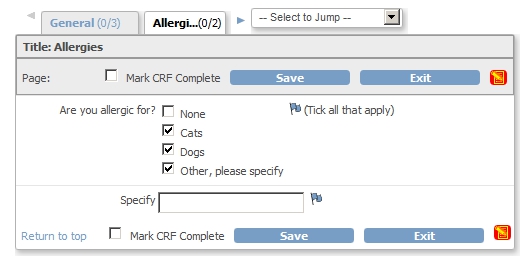 General (0/3) Allergi...(0/2) -- Select to Jump --
Title: Allergies
Page: Mark CRF Complete Save Exit
Are you allergic for? None (Tick all that apply)
Cats
Dogs
Other, please specify
Specify
Return to top Mark CRF Complete Save Exit